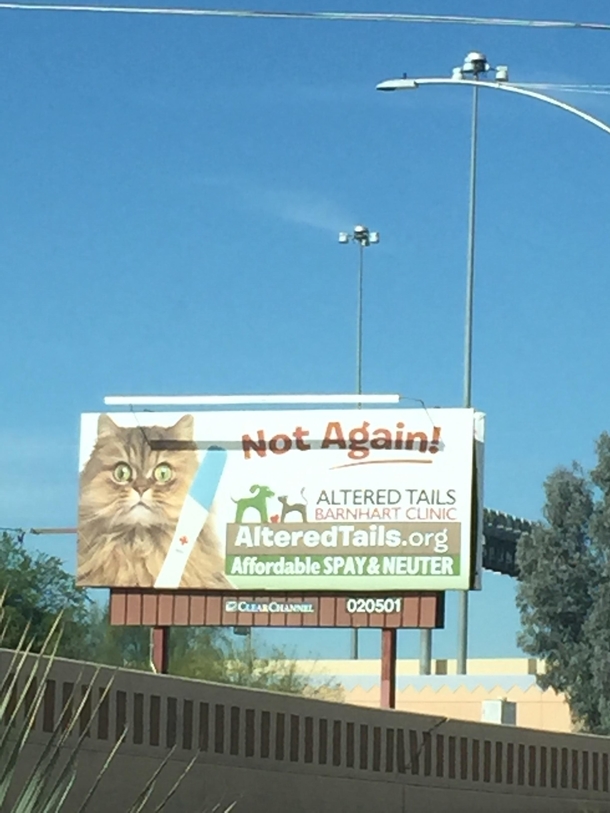 Not Again!
ALTERED TAILS
BARNHART CLINIC
AlteredTails.org
Affordable SPAY & NEUTER
CLEARCHANNEL 020501